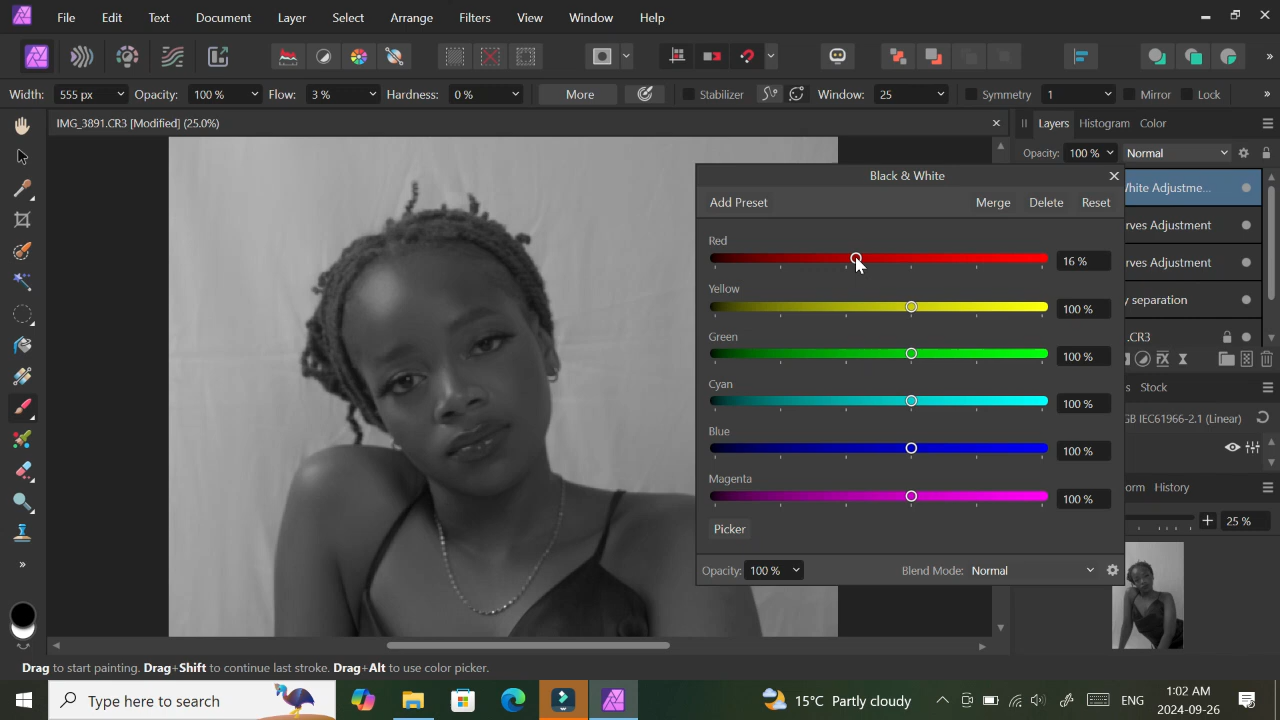 File Edit Text Document Layer Select Arrange Filters View Window Help
Width: 555 px Opacity: 100 % Flow: 3 % Hardness: 0 % More Stabilizer Window: 25 Symmetry 1 Mirror Lock
IMG_3891.CR3 [Modified] (25.0%)
Layers Histogram Color
Opacity: 100 % Normal
Black & White
Add Preset Merge Delete Reset
White Adjustme...
rves Adjustment
rves Adjustment
y separation
.CR3
Red
16 %
Yellow
100 %
Green
100 %
Cyan
100 %
Blue
100 %
Magenta
100 %
Picker
Opacity: 100 % Blend Mode: Normal
s Stock
GB IEC61966-2.1 (Linear)
orm History
25 %
Drag to start painting. Drag+Shift to continue last stroke. Drag+Alt to use color picker.
Type here to search
15°C Partly cloudy
ENG
1:02 AM
2024-09-26